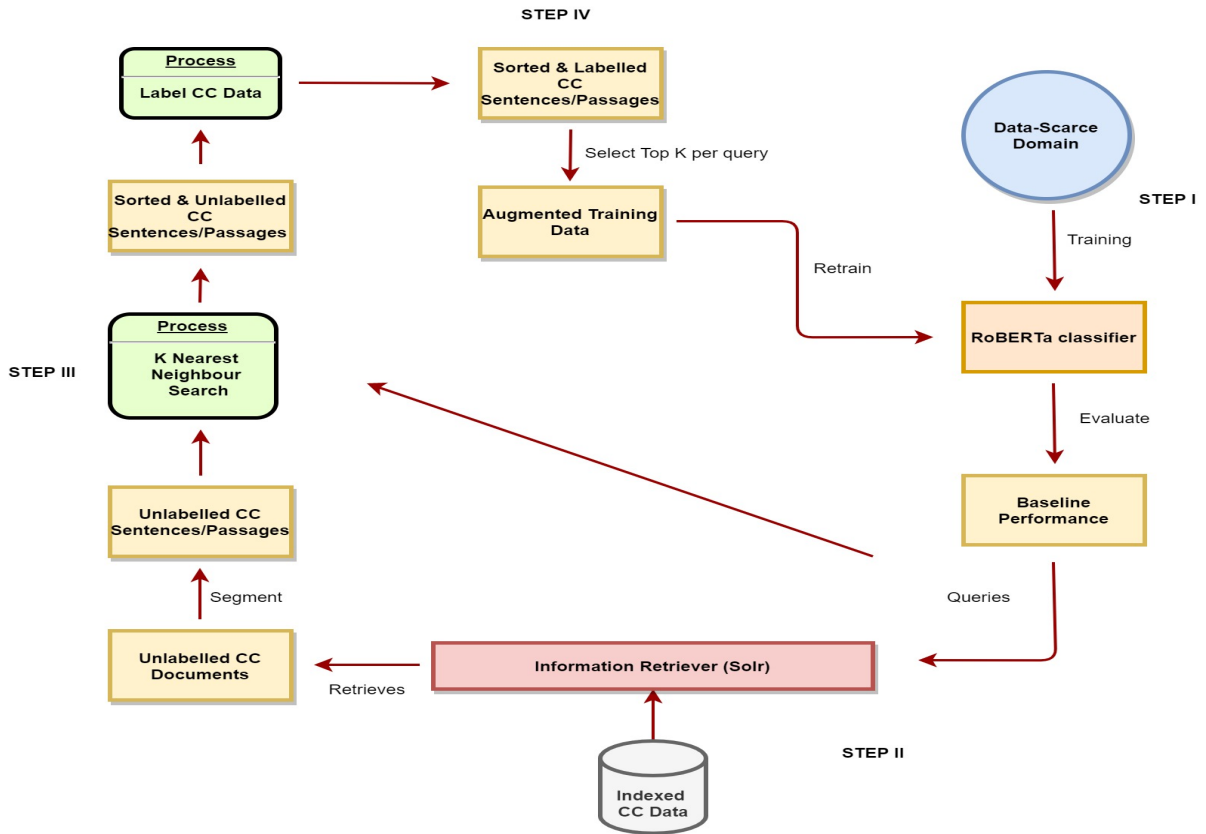 STEP IV
Process
Label CC Data
Sorted & Labelled
CC
Sentences/Passages
Data-Scarce
Domain
Select Top K per query
Sorted & Unlabelled
CC
Sentences/Passages
Augmented Training
Data
STEP I
Training
Retrain
Process
K Nearest
Neighbour
Search
STEP III
RoBERTa classifier
Evaluate
Unlabelled CC
Sentences/Passages
Baseline
Performance
Segment
Queries
Unlabelled CC
Documents
Retrieves
Information Retriever (Solr)
STEP II
Indexed
CC Data